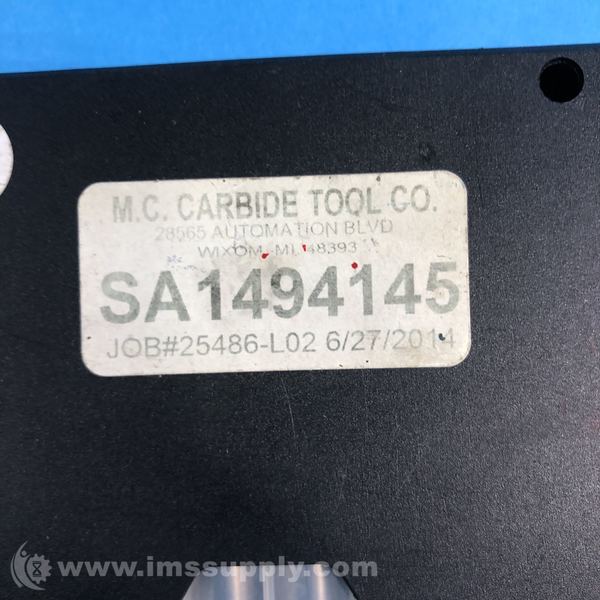 M.C. CARBIDE TOOL CO.
28565 AUTOMATION BLVD
WIXOM, MI. 48393
SA1494145
JOB#25486-L02 6/27/2014
www.imssupply.com